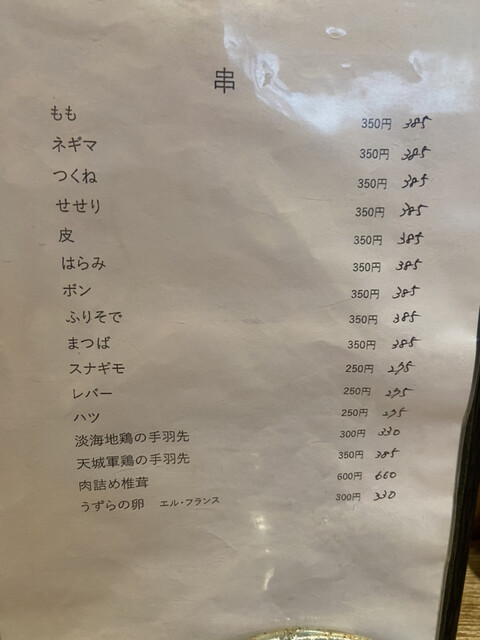 串
もも 350円 385
ネギマ 350円 385
つくね 350円 385
せせり 350円 385
皮 350円 385
はらみ 350円 385
ボン 350円 385
ふりそで 350円 385
まつば 350円 385
スナギモ 250円 275
レバー 250円 275
ハツ 250円 275
淡海地鶏の手羽先 300円 330
天城軍鶏の手羽先 350円 385
肉詰め椎茸 600円 660
うずらの卵 エル・フランス 300円 330